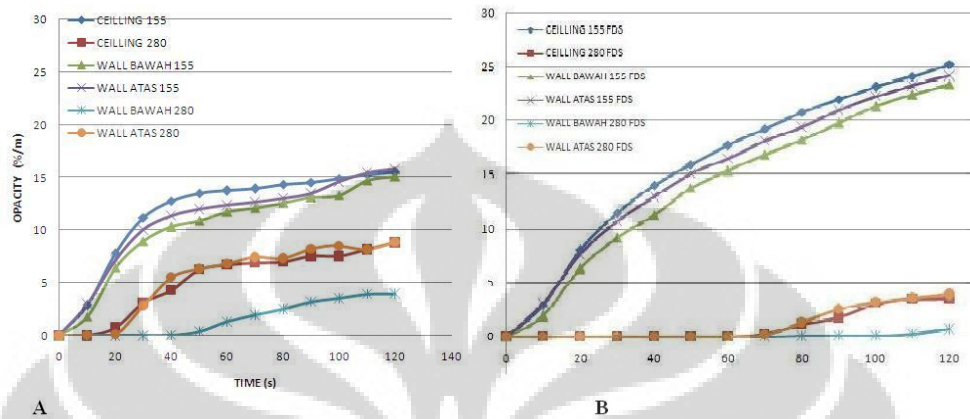 30
25
20
15
10
5
0
OPACITY (%/m)
CEILLING 155
CEILLING 280
WALL BAWAH 155
WALL ATAS 155
WALL BAWAH 280
WALL ATAS 280
0 20 40 60 80 100 120 140
TIME (s)
A
30
25
20
15
10
5
0
CEILLING 155 FDS
CEILLING 280 FDS
WALL BAWAH 155 FDS
WALL ATAS 155 FDS
WALL BAWAH 280 FDS
WALL ATAS 280 FDS
0 20 40 60 80 100 120
B